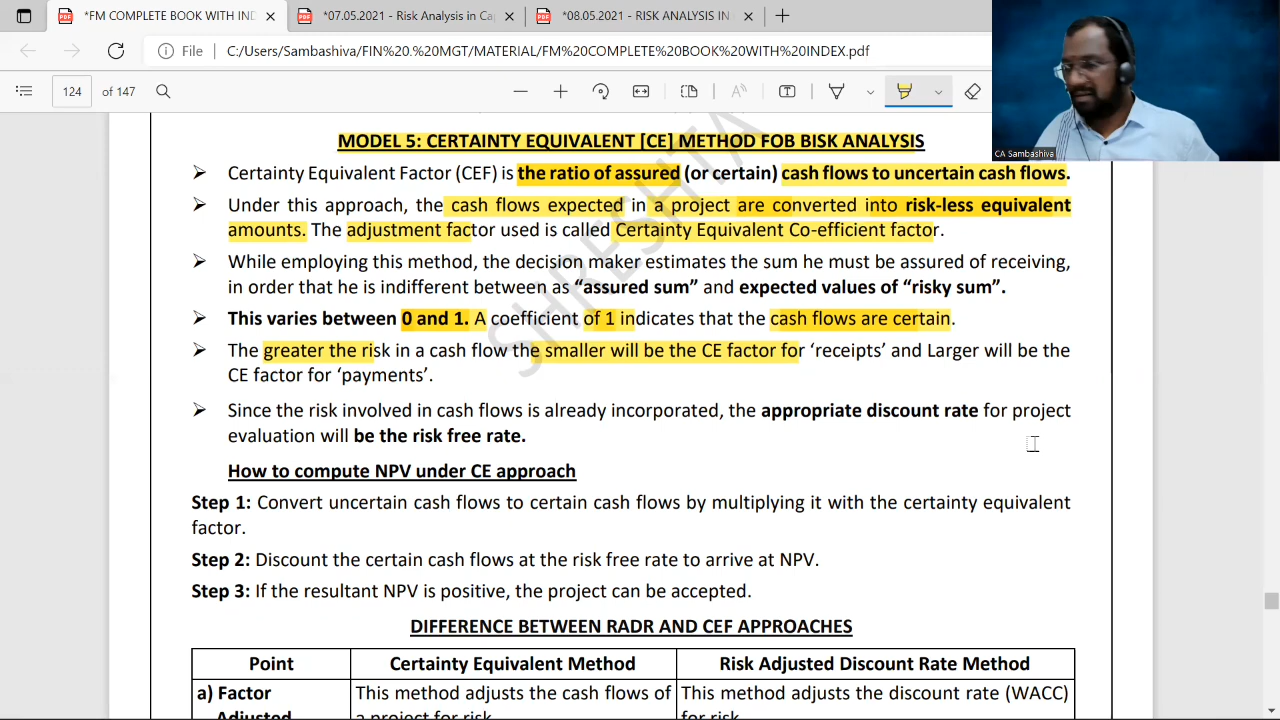 *FM COMPLETE BOOK WITH IND
*07.05.2021 - Risk Analysis in Ca
*08.05.2021 - RISK ANALYSIS IN
File C:/Users/Sambashiva/FIN%20.%20MGT/MATERIAL/FM%20COMPLETE%20BOOK%20WITH%20INDEX.pdf
124 of 147
CA Sambashiva
SHRESHTA
MODEL 5: CERTAINTY EQUIVALENT [CE] METHOD FOB BISK ANALYSIS
➢ Certainty Equivalent Factor (CEF) is the ratio of assured (or certain) cash flows to uncertain cash flows.
➢ Under this approach, the cash flows expected in a project are converted into risk-less equivalent
amounts. The adjustment factor used is called Certainty Equivalent Co-efficient factor.
➢ While employing this method, the decision maker estimates the sum he must be assured of receiving,
in order that he is indifferent between as “assured sum” and expected values of “risky sum”.
➢ This varies between 0 and 1. A coefficient of 1 indicates that the cash flows are certain.
➢ The greater the risk in a cash flow the smaller will be the CE factor for ‘receipts’ and Larger will be the
CE factor for ‘payments’.
➢ Since the risk involved in cash flows is already incorporated, the appropriate discount rate for project
evaluation will be the risk free rate.
How to compute NPV under CE approach
Step 1: Convert uncertain cash flows to certain cash flows by multiplying it with the certainty equivalent
factor.
Step 2: Discount the certain cash flows at the risk free rate to arrive at NPV.
Step 3: If the resultant NPV is positive, the project can be accepted.
DIFFERENCE BETWEEN RADR AND CEF APPROACHES
Point Certainty Equivalent Method Risk Adjusted Discount Rate Method
a) Factor This method adjusts the cash flows of This method adjusts the discount rate (WACC)
Adjusted a project for risk. for risk.